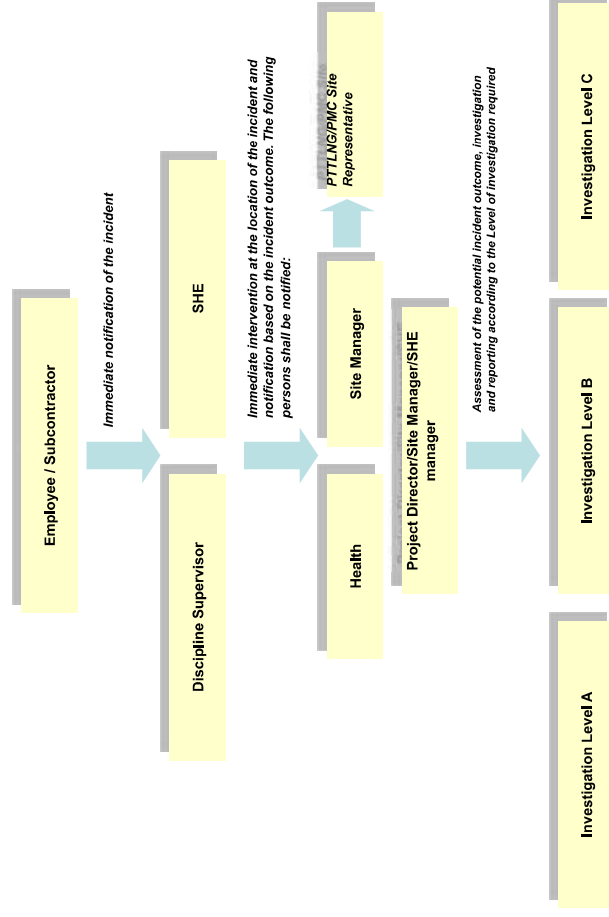 Employee / Subcontractor
Immediate notification of the incident
Discipline Supervisor
SHE
Immediate intervention at the location of the incident and
notification based on the incident outcome. The following
persons shall be notified:
Health
Site Manager
PTTLNG/PMC Site
Representative
Project Director/Site Manager/SHE
manager
Assessment of the potential incident outcome, investigation
and reporting according to the Level of investigation required
Investigation Level A
Investigation Level B
Investigation Level C